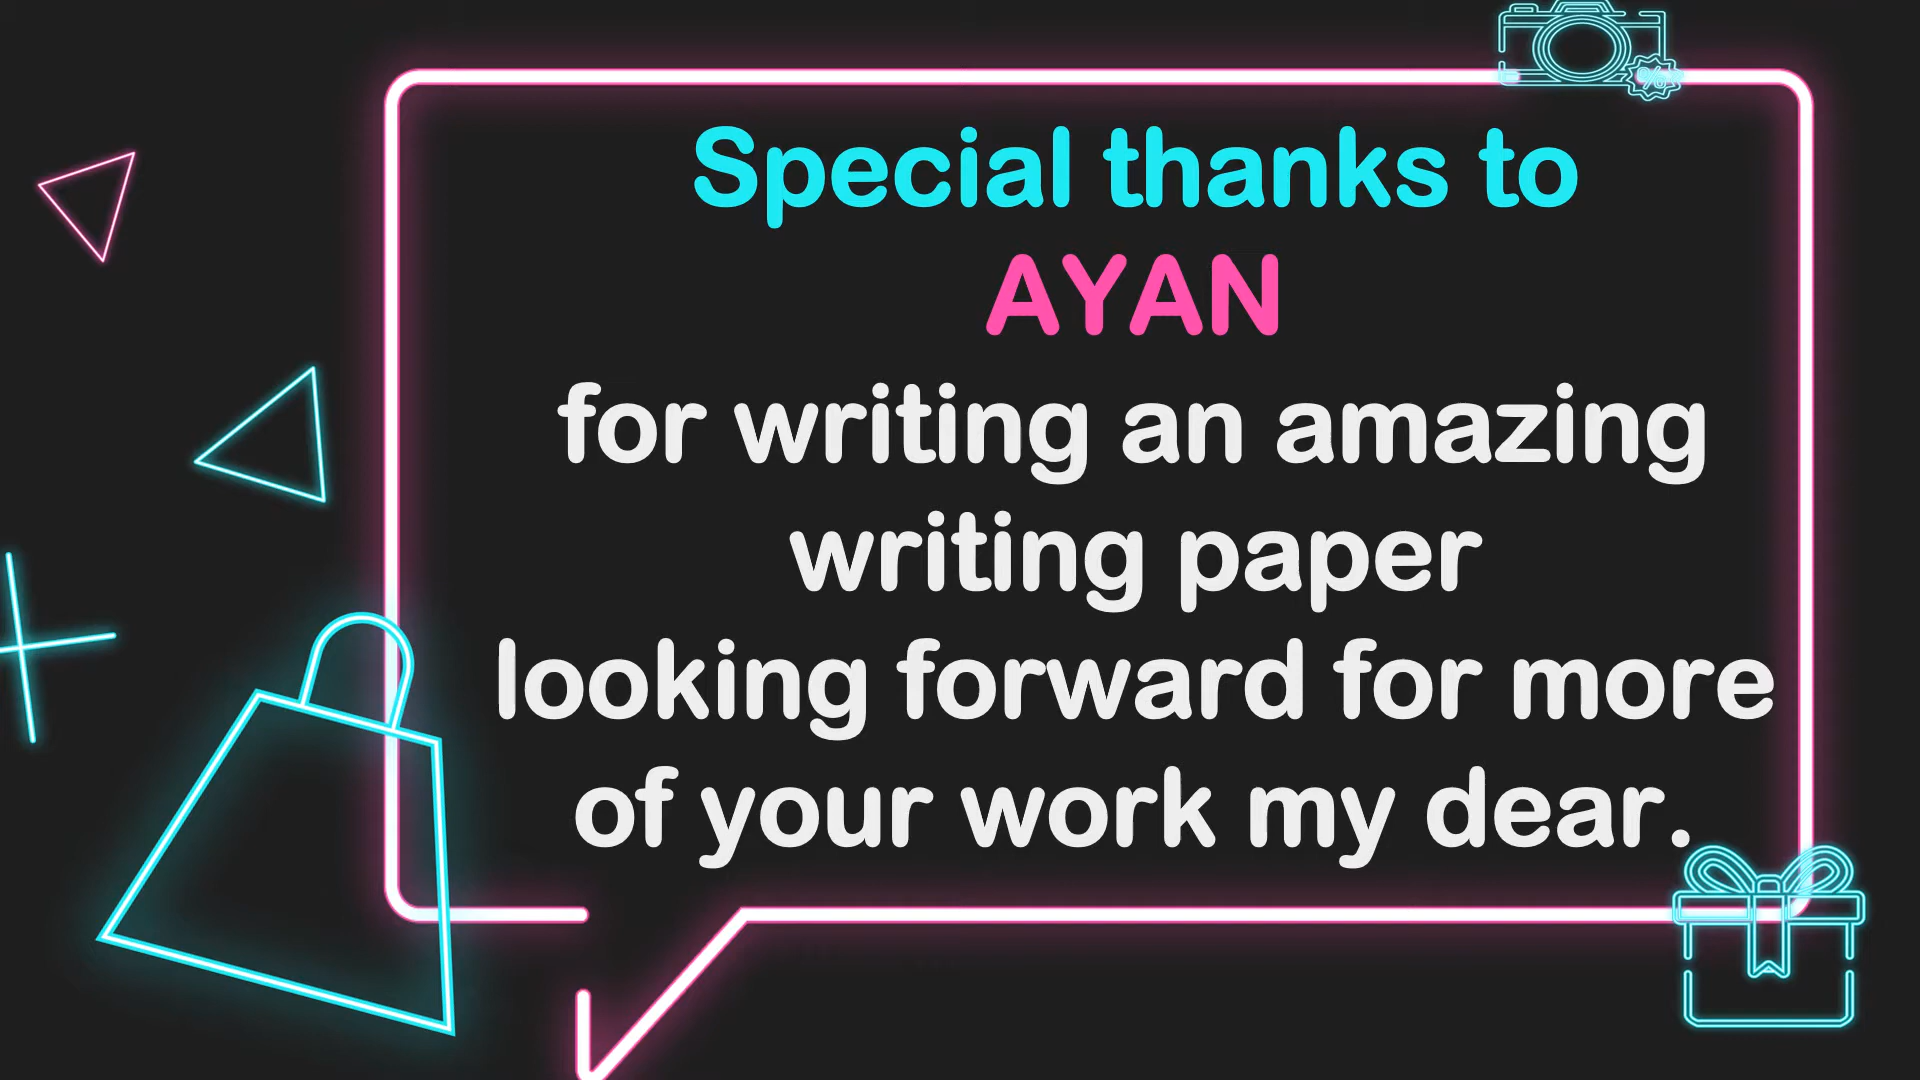 Special thanks to
AYAN
for writing an amazing
writing paper
looking forward for more
of your work my dear.
%